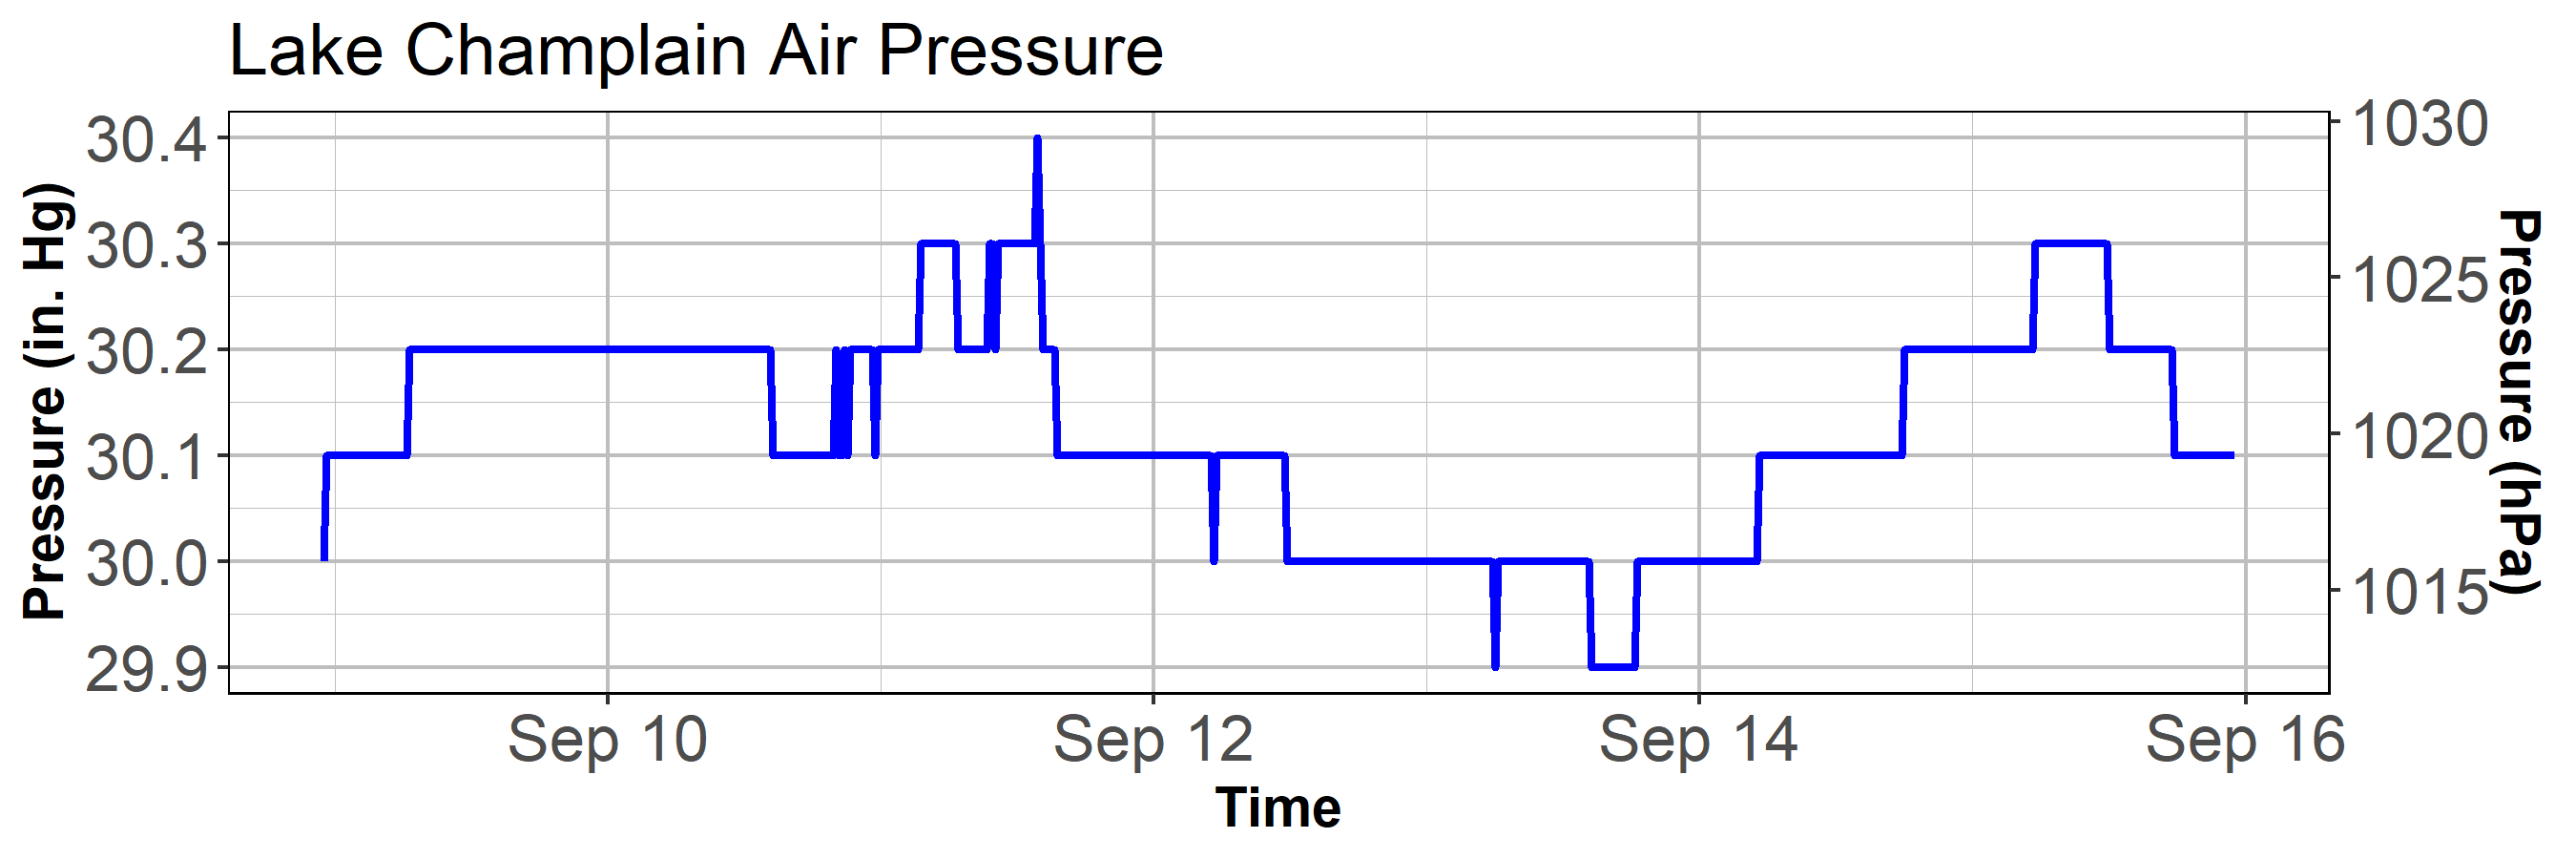 Lake Champlain Air Pressure
Pressure (in. Hg)
30.4
30.3
30.2
30.1
30.0
29.9
1030
1025
1020
1015
Pressure (hPa)
Sep 10 Sep 12 Sep 14 Sep 16
Time